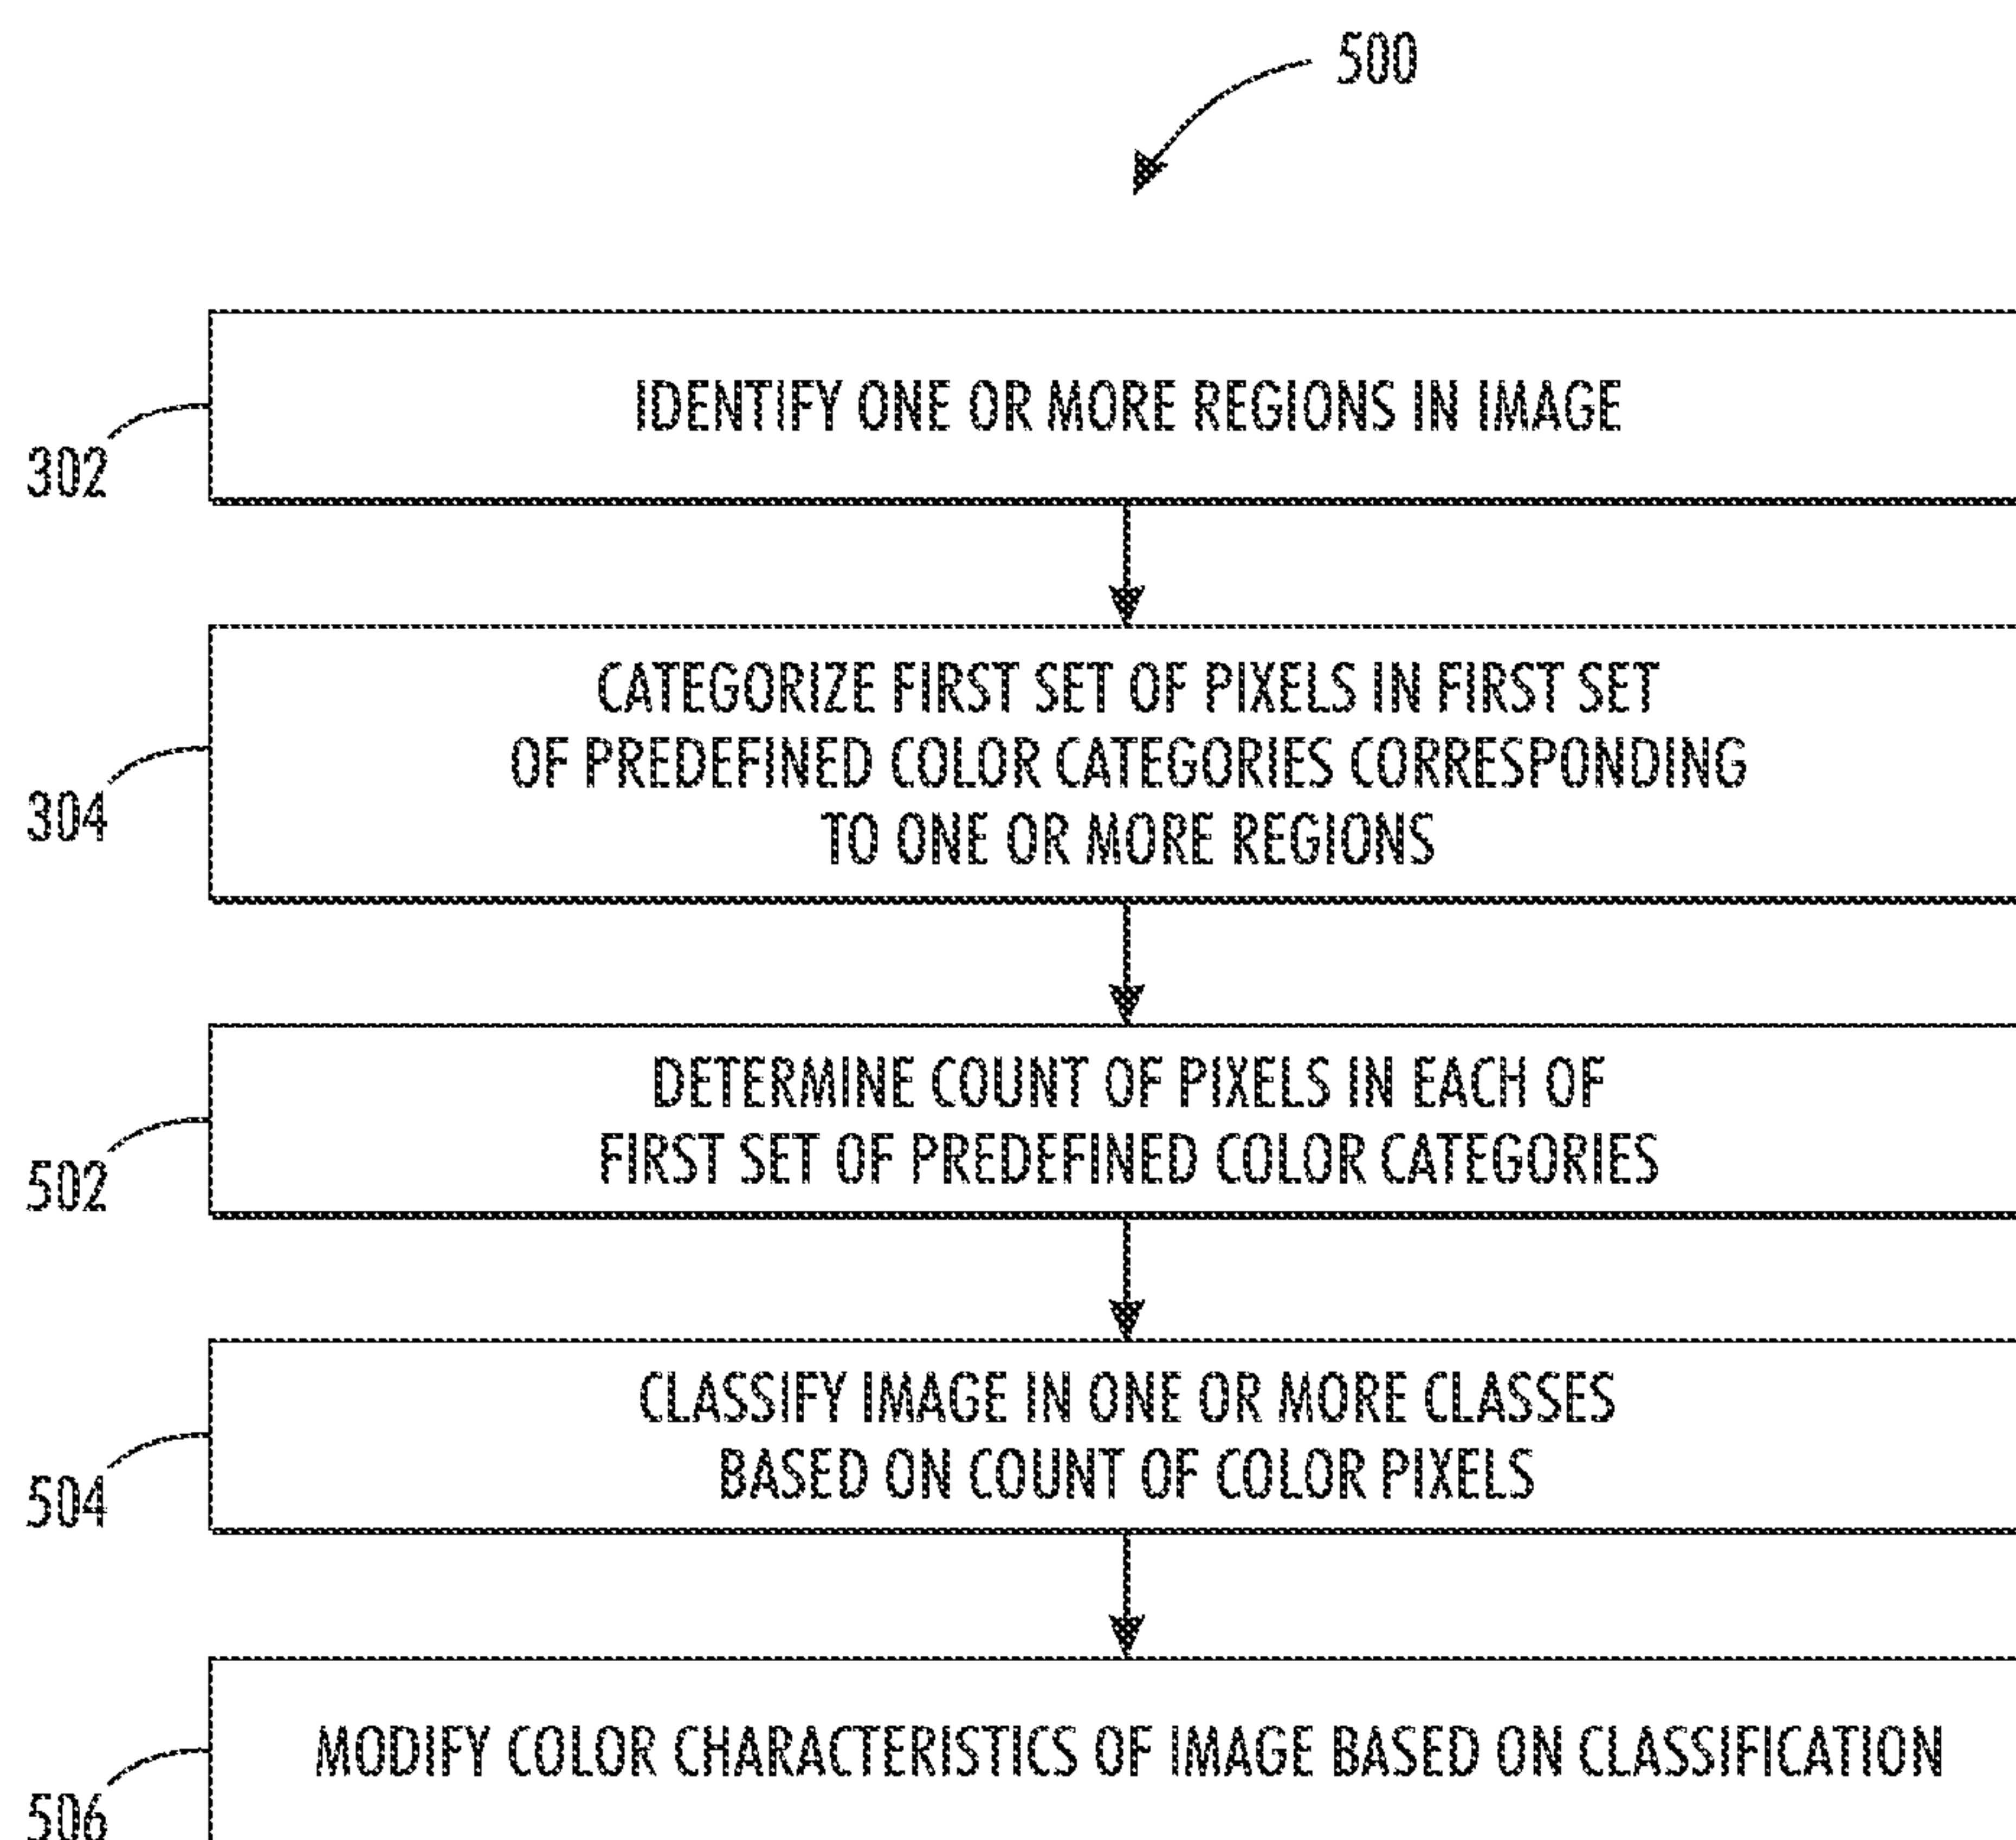 500
IDENTIFY ONE OR MORE REGIONS IN IMAGE
302
CATEGORIZE FIRST SET OF PIXELS IN FIRST SET
OF PREDEFINED COLOR CATEGORIES CORRESPONDING
TO ONE OR MORE REGIONS
304
DETERMINE COUNT OF PIXELS IN EACH OF
FIRST SET OF PREDEFINED COLOR CATEGORIES
502
CLASSIFY IMAGE IN ONE OR MORE CLASSES
BASED ON COUNT OF COLOR PIXELS
504
MODIFY COLOR CHARACTERISTICS OF IMAGE BASED ON CLASSIFICATION
506